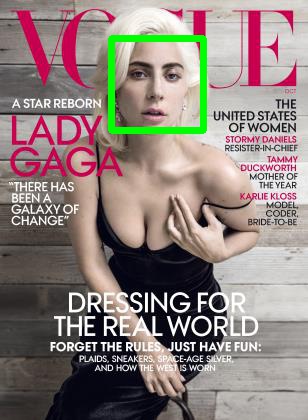 VOGUE
OCT
A STAR REBORN
LADY
GAGA
"THERE HAS
BEEN A
GALAXY OF
CHANGE"
THE
UNITED STATES
OF WOMEN
STORMY DANIELS
RESISTER-IN-CHIEF
TAMMY
DUCKWORTH
MOTHER OF
THE YEAR
KARLIE KLOSS
MODEL,
CODER,
BRIDE-TO-BE
DRESSING FOR
THE REAL WORLD
FORGET THE RULES, JUST HAVE FUN:
PLAIDS, SNEAKERS, SPACE-AGE SILVER,
AND HOW THE WEST IS WORN